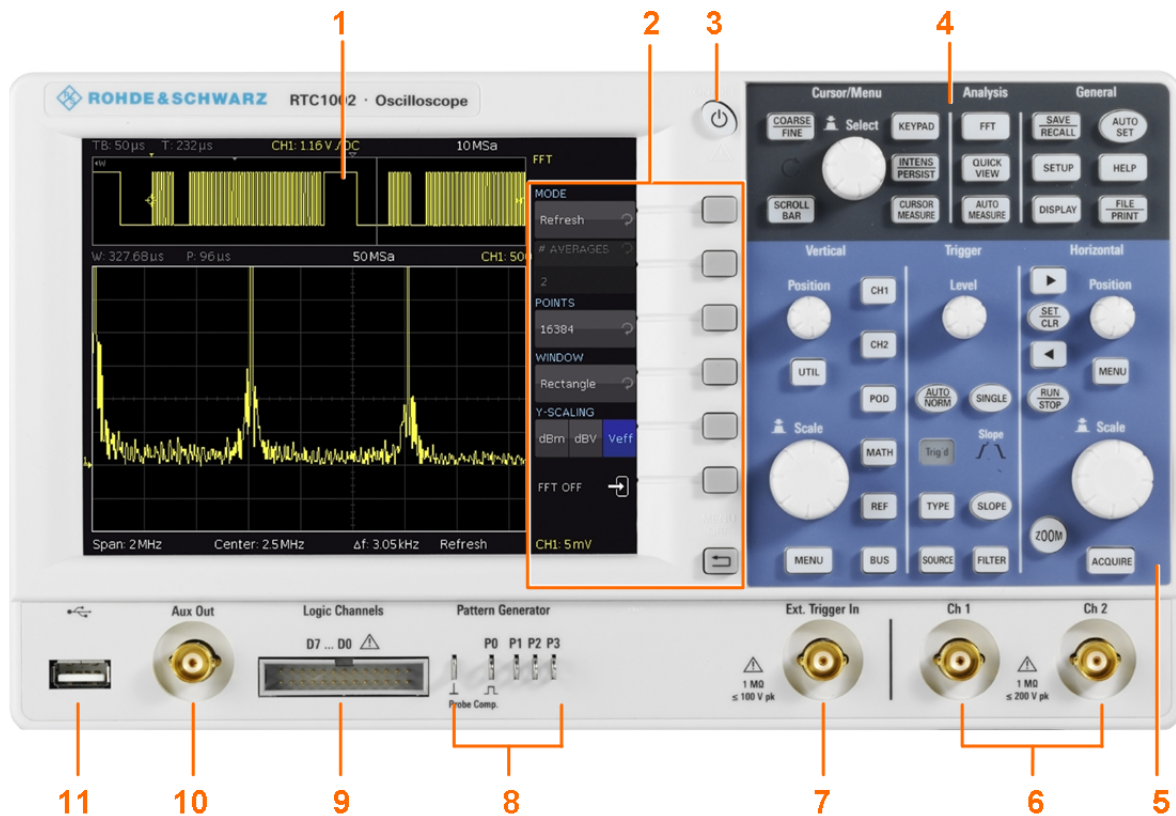 1
2
3
4
ROHDE&SCHWARZ RTC1002 · Oscilloscope
TB: 50µs T: 232µs CH1: 1.16 V / DC 10MSa
W: 327.68µs P: 96µs 50MSa CH1: 500
Span: 2MHz Center: 2.5MHz Δf: 3.05kHz Refresh
FFT
MODE
Refresh
# AVERAGES
2
POINTS
16384
WINDOW
Rectangle
Y-SCALING
dBm dBV Veff
FFT OFF
CH1: 5mV
Cursor/Menu
COARSE
FINE
Select
KEYPAD
INTENS
PERSIST
SCROLL
BAR
CURSOR
MEASURE
Analysis
FFT
QUICK
VIEW
AUTO
MEASURE
General
SAVE
RECALL
AUTO
SET
SETUP
HELP
DISPLAY
FILE
PRINT
Vertical
Position
CH1
CH2
UTIL
POD
Scale
MATH
REF
MENU
BUS
Trigger
Level
AUTO
NORM
SINGLE
Trig'd
Slope
TYPE
SLOPE
SOURCE
FILTER
Horizontal
SET
CLR
Position
MENU
RUN
STOP
Scale
ZOOM
ACQUIRE
Aux Out
Logic Channels
D7 ... D0
Pattern Generator
P0 P1 P2 P3
Probe Comp.
Ext. Trigger In
1 MΩ
≤ 100 V pk
Ch 1
1 MΩ
≤ 200 V pk
Ch 2
11
10
9
8
7
6
5